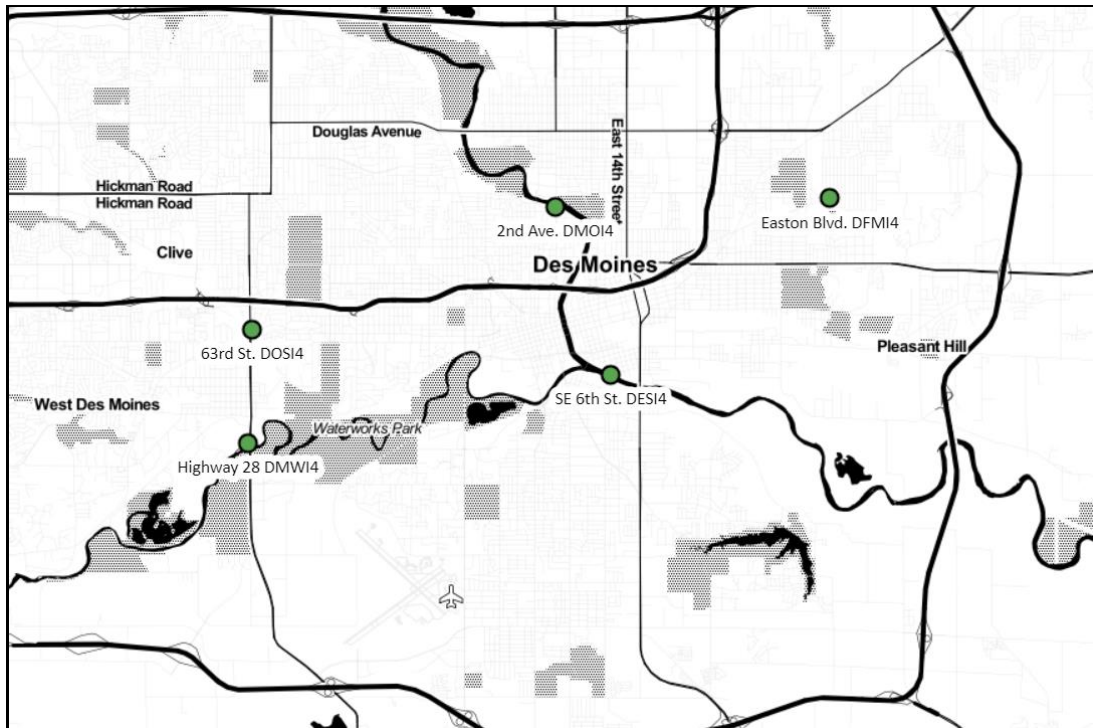 Douglas Avenue
East 14th Street
Hickman Road
Hickman Road
2nd Ave. DMOI4
Easton Blvd. DFMI4
Clive
Des Moines
63rd St. DOSI4
Pleasant Hill
SE 6th St. DESI4
West Des Moines
Waterworks Park
Highway 28 DMWI4